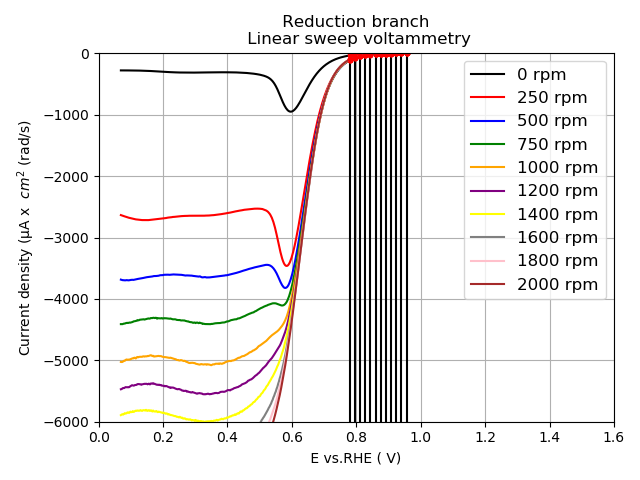 Reduction branch
Linear sweep voltammetry
Current density (μA x cm² (rad/s)
0
−1000
−2000
−3000
−4000
−5000
−6000
0.0 0.2 0.4 0.6 0.8 1.0 1.2 1.4 1.6
E vs.RHE ( V)
0 rpm
250 rpm
500 rpm
750 rpm
1000 rpm
1200 rpm
1400 rpm
1600 rpm
1800 rpm
2000 rpm